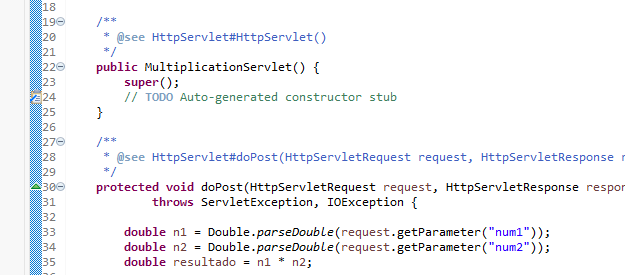 18
19 /**
20 * @see HttpServlet#HttpServlet()
21 */
22 public MultiplicationServlet() {
23 super();
24 // TODO Auto-generated constructor stub
25 }
26
27 /**
28 * @see HttpServlet#doPost(HttpServletRequest request, HttpServletResponse
29 */
30 protected void doPost(HttpServletRequest request, HttpServletResponse respon
31 throws ServletException, IOException {
32
33 double n1 = Double.parseDouble(request.getParameter("num1"));
34 double n2 = Double.parseDouble(request.getParameter("num2"));
35 double resultado = n1 * n2;